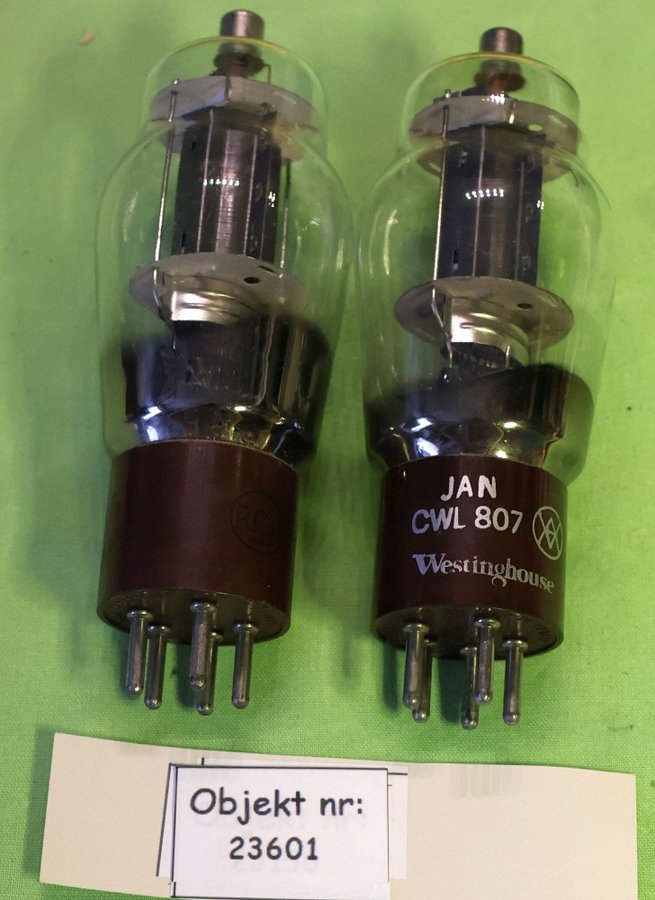 JAN
CWL 807
Westinghouse
Objekt nr:
23601